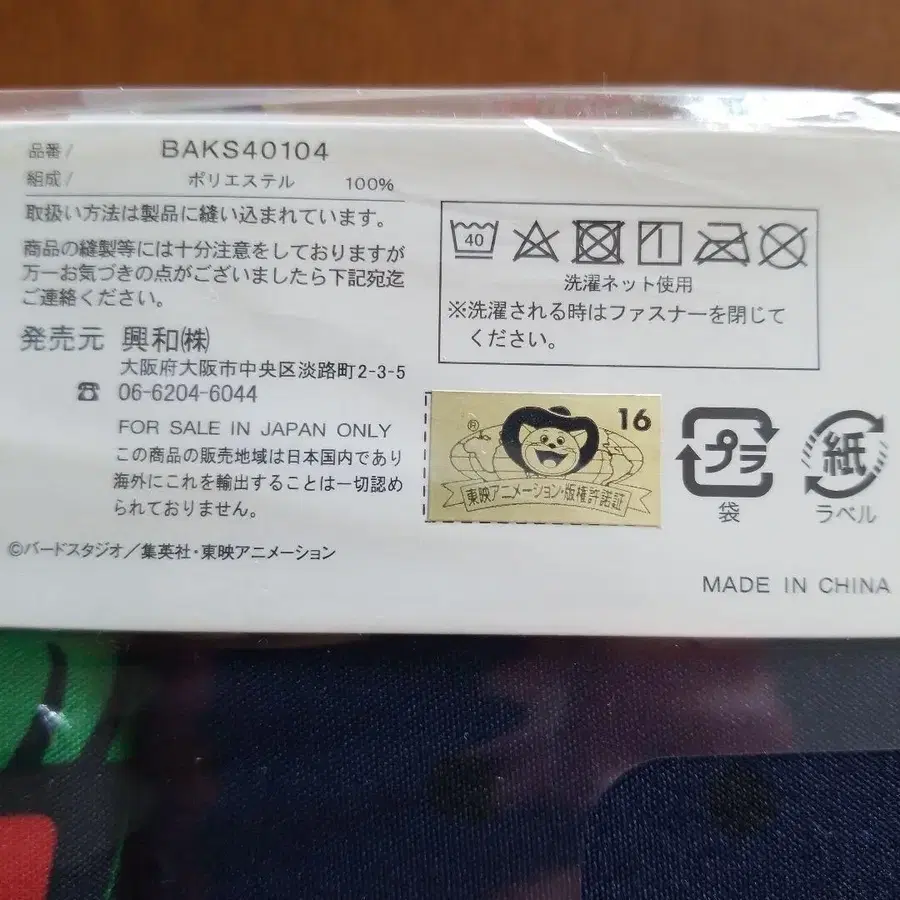 品番/ BAKS40104
組成/ ポリエステル 100%
取扱い方法は製品に縫い込まれています。
商品の縫製等には十分注意をしておりますが
万一お気づきの点がございましたら下記宛迄
ご連絡ください。
発売元 興和㈱
大阪府大阪市中央区淡路町2-3-5
☎ 06-6204-6044
FOR SALE IN JAPAN ONLY
この商品の販売地域は日本国内であり
海外にこれを輸出することは一切認め
られておりません。
©バードスタジオ/集英社・東映アニメーション
40
洗濯ネット使用
※洗濯される時はファスナーを閉じて
ください。
® 16
東映アニメーション・版権許諾証
プラ
袋
紙
ラベル
MADE IN CHINA